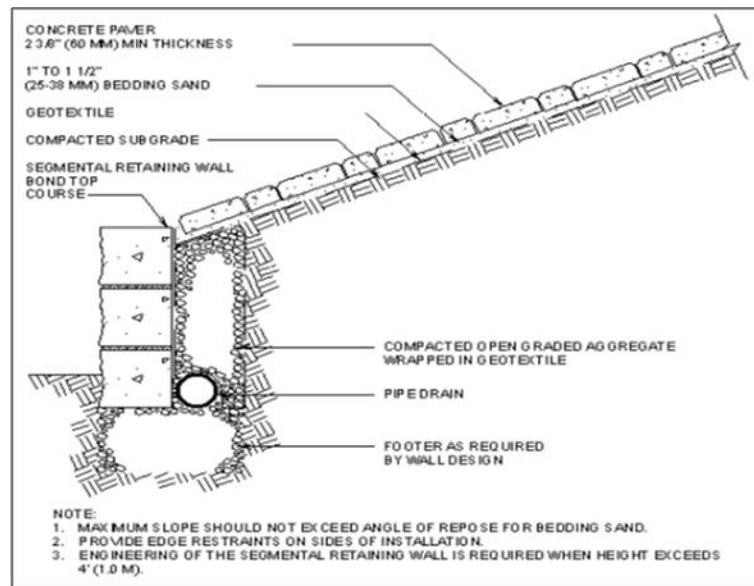 CONCRETE PAVER
2 3/8" (60 MM) MIN THICKNESS
1" TO 1 1/2"
(25-38 MM) BEDDING SAND
GEOTEXTILE
COMPACTED SUBGRADE
SEGMENTAL RETAINING WALL
BOND TOP
COURSE
COMPACTED OPEN GRADED AGGREGATE
WRAPPED IN GEOTEXTILE
PIPE DRAIN
FOOTER AS REQUIRED
BY WALL DESIGN
NOTE:
1. MAXIMUM SLOPE SHOULD NOT EXCEED ANGLE OF REPOSE FOR BEDDING SAND.
2. PROVIDE EDGE RESTRAINTS ON SIDES OF INSTALLATION.
3. ENGINEERING OF THE SEGMENTAL RETAINING WALL IS REQUIRED WHEN HEIGHT EXCEEDS
4' (1.0 M).